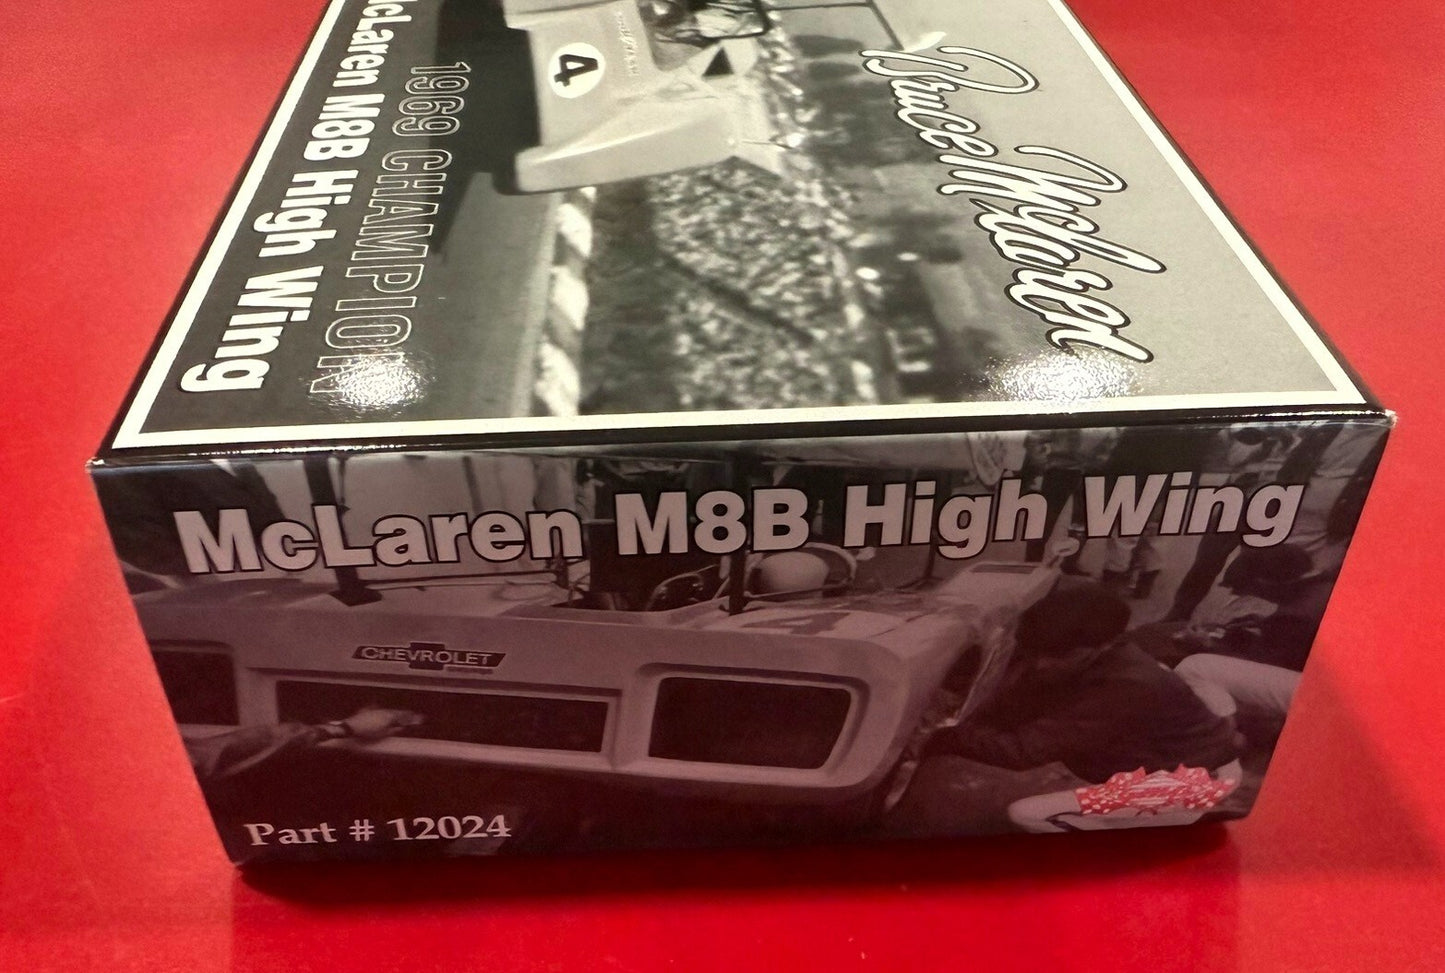 Bruce McLaren
4
1969 CHAMPION
McLaren M8B High Wing
McLaren M8B High Wing
4
CHEVROLET
Part # 12024